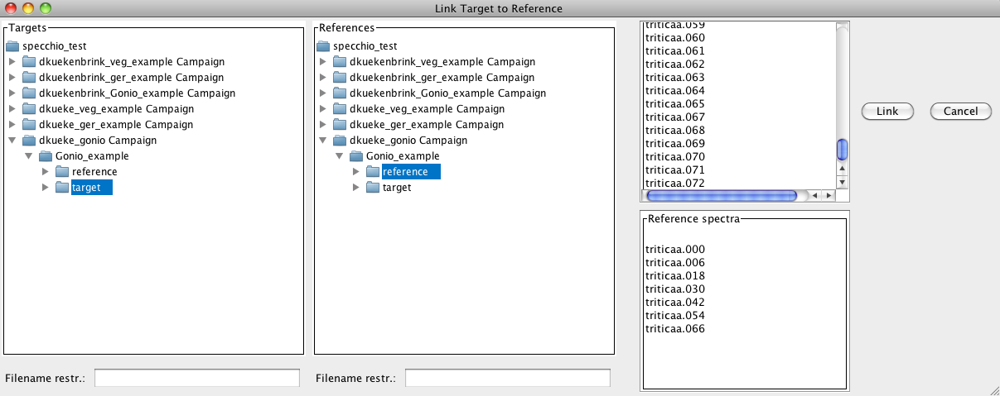 Link Target to Reference
Targets
specchio_test
dkuekenbrink_veg_example Campaign
dkuekenbrink_ger_example Campaign
dkuekenbrink_Gonio_example Campaign
dkueke_veg_example Campaign
dkueke_ger_example Campaign
dkueke_gonio Campaign
Gonio_example
reference
target
Filename restr.:
References
specchio_test
dkuekenbrink_veg_example Campaign
dkuekenbrink_ger_example Campaign
dkuekenbrink_Gonio_example Campaign
dkueke_veg_example Campaign
dkueke_ger_example Campaign
dkueke_gonio Campaign
Gonio_example
reference
target
Filename restr.:
triticaa.059
triticaa.060
triticaa.061
triticaa.062
triticaa.063
triticaa.064
triticaa.065
triticaa.067
triticaa.068
triticaa.069
triticaa.070
triticaa.071
triticaa.072
Reference spectra
triticaa.000
triticaa.006
triticaa.018
triticaa.030
triticaa.042
triticaa.054
triticaa.066
Link
Cancel